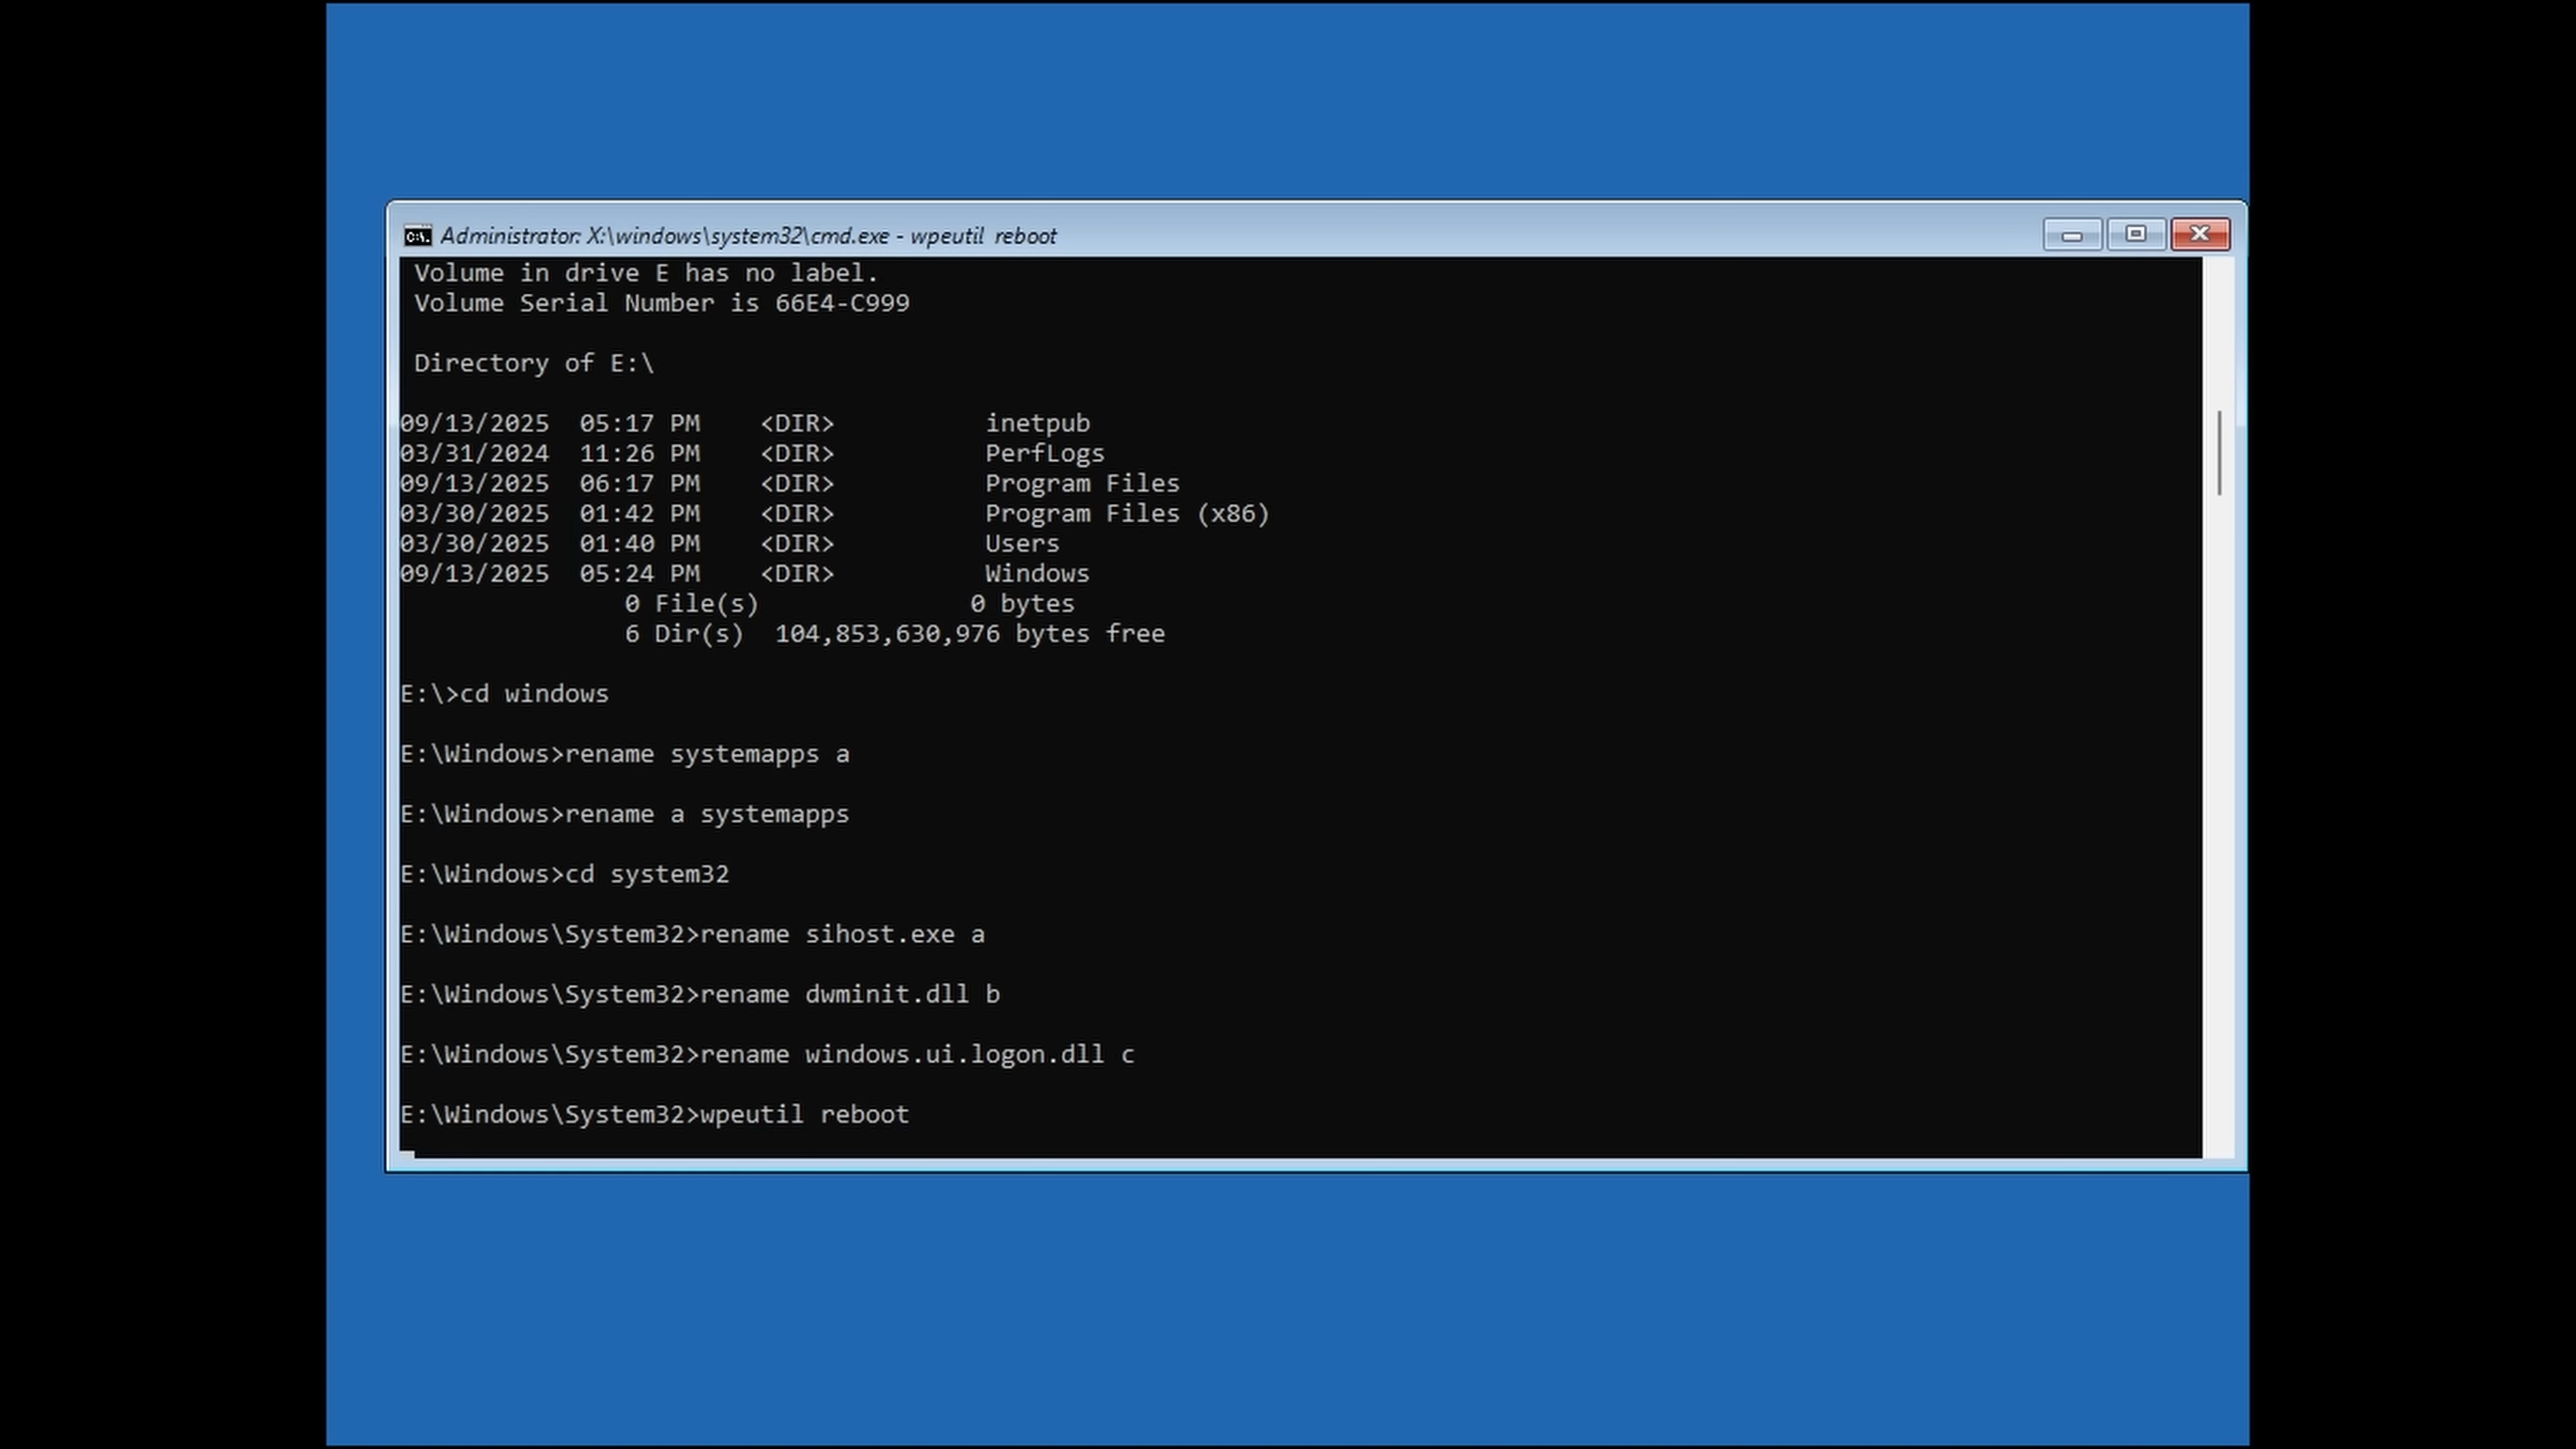 Administrator: X:\windows\system32\cmd.exe - wpeutil  reboot
 Volume in drive E has no label.
 Volume Serial Number is 66E4-C999
 Directory of E:\
09/13/2025  05:17 PM    <DIR>          inetpub
03/31/2024  11:26 PM    <DIR>          PerfLogs
09/13/2025  06:17 PM    <DIR>          Program Files
03/30/2025  01:42 PM    <DIR>          Program Files (x86)
03/30/2025  01:40 PM    <DIR>          Users
09/13/2025  05:24 PM    <DIR>          Windows
               0 File(s)              0 bytes
               6 Dir(s)  104,853,630,976 bytes free
E:\>cd windows
E:\Windows>rename systemapps a
E:\Windows>rename a systemapps
E:\Windows>cd system32
E:\Windows\System32>rename sihost.exe a
E:\Windows\System32>rename dwminit.dll b
E:\Windows\System32>rename windows.ui.logon.dll c
E:\Windows\System32>wpeutil reboot